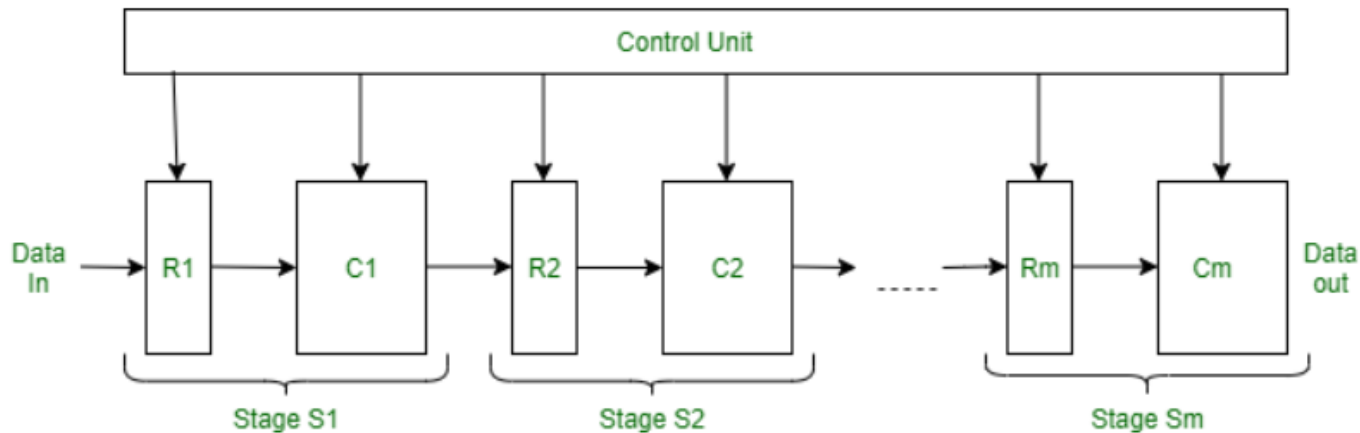 Control Unit
Data
In
R1
C1
R2
C2
-----
Rm
Cm
Data
out
Stage S1
Stage S2
Stage Sm